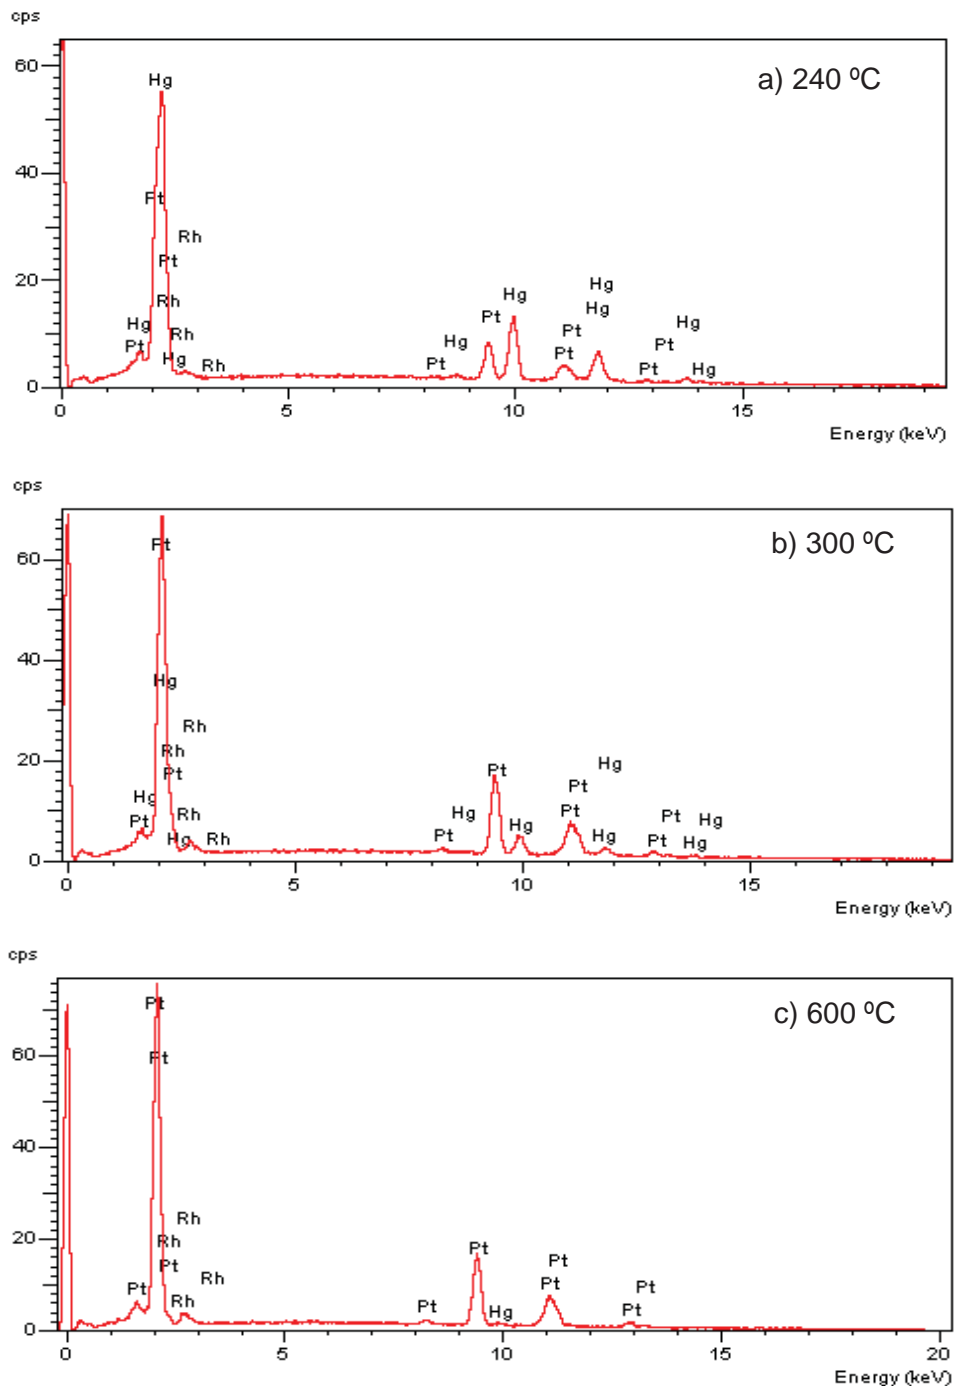 cps
a) 240 ºC
60
Hg
40
Pt
Rh
Pt
20
Hg
Hg
Rh
Pt
Hg
Hg
Pt
Hg
Rh
Pt
Hg
Pt
Hg
Rh
Pt
Pt
Pt
Hg
0
0 5 10 15
Energy (keV)
cps
b) 300 ºC
60
Pt
40
Hg
Rh
20
Rh
Pt
Pt
Hg
Pt
Hg
Rh
Hg
Pt
Pt
Hg
Pt
Hg
Rh
Pt
Hg
Hg
Pt
Hg
0
0 5 10 15
Energy (keV)
cps
c) 600 ºC
Pt
60
Pt
40
20
Rh
Rh
Pt
Pt
Pt
Rh
Pt
Pt
Pt
Rh
Pt
Hg
Pt
0
0 5 10 15 20
Energy (keV)